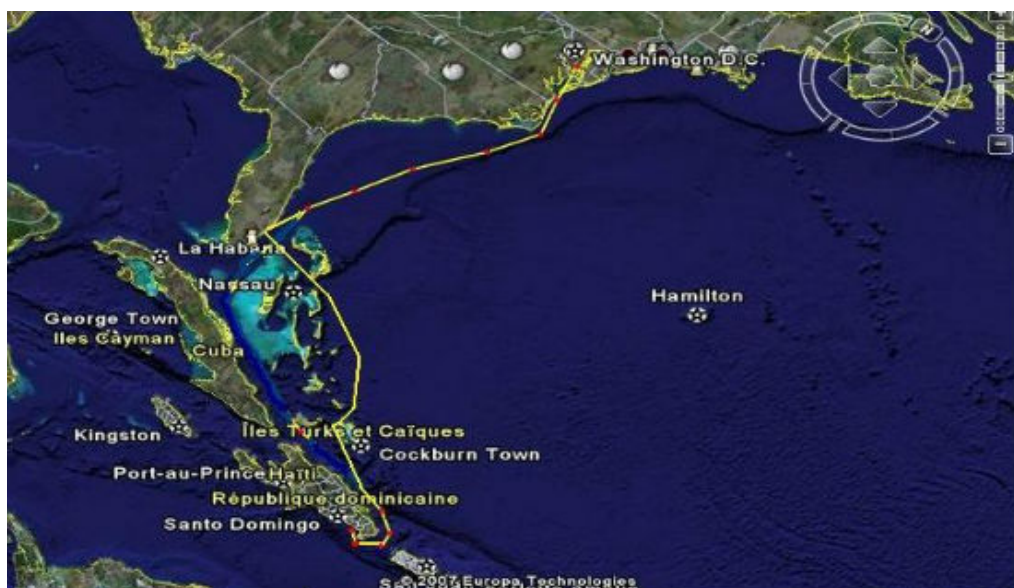 N
Washington D.C.
La Habana
Nassau
Hamilton
George Town
Iles Cayman
Cuba
Kingston
Îles Turks et Caïques
Cockburn Town
Port-au-Prince
Haïti
République dominicaine
Santo Domingo
© 2007 Europa Technologies